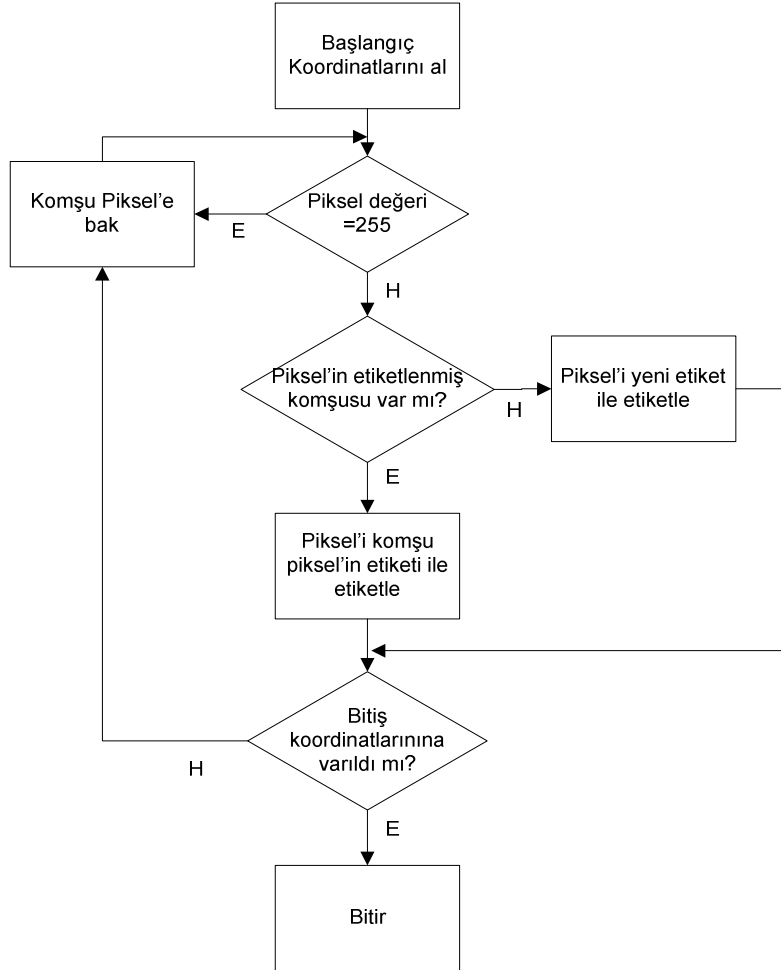 Başlangıç
Koordinatlarını al
Komşu Piksel'e
bak
E
Piksel değeri
=255
H
Piksel'in etiketlenmiş
komşusu var mı?
H
Piksel'i yeni etiket
ile etiketle
E
Piksel'i komşu
piksel'in etiketi ile
etiketle
Bitiş
koordinatlarınına
varıldı mı?
H
E
Bitir